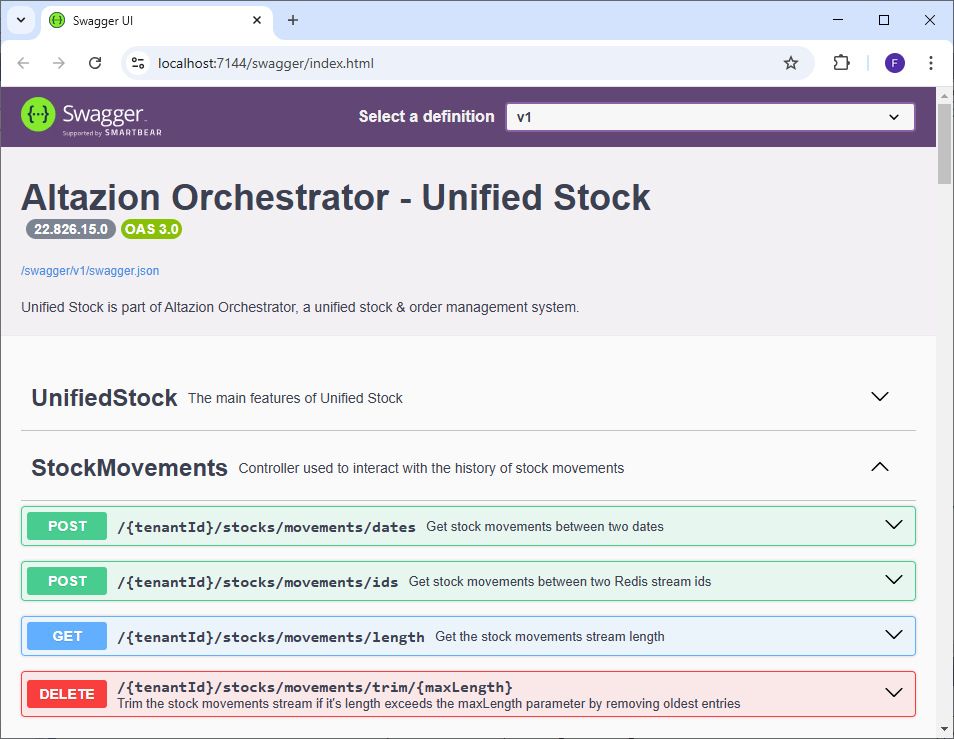 Swagger UI
localhost:7144/swagger/index.html
F
Swagger
Supported by SMARTBEAR
Select a definition
v1
Altazion Orchestrator - Unified Stock
22.826.15.0
OAS 3.0
/swagger/v1/swagger.json
Unified Stock is part of Altazion Orchestrator, a unified stock & order management system.
UnifiedStock The main features of Unified Stock
StockMovements Controller used to interact with the history of stock movements
POST /{tenantId}/stocks/movements/dates Get stock movements between two dates
POST /{tenantId}/stocks/movements/ids Get stock movements between two Redis stream ids
GET /{tenantId}/stocks/movements/length Get the stock movements stream length
DELETE /{tenantId}/stocks/movements/trim/{maxLength}
Trim the stock movements stream if it's length exceeds the maxLength parameter by removing oldest entries